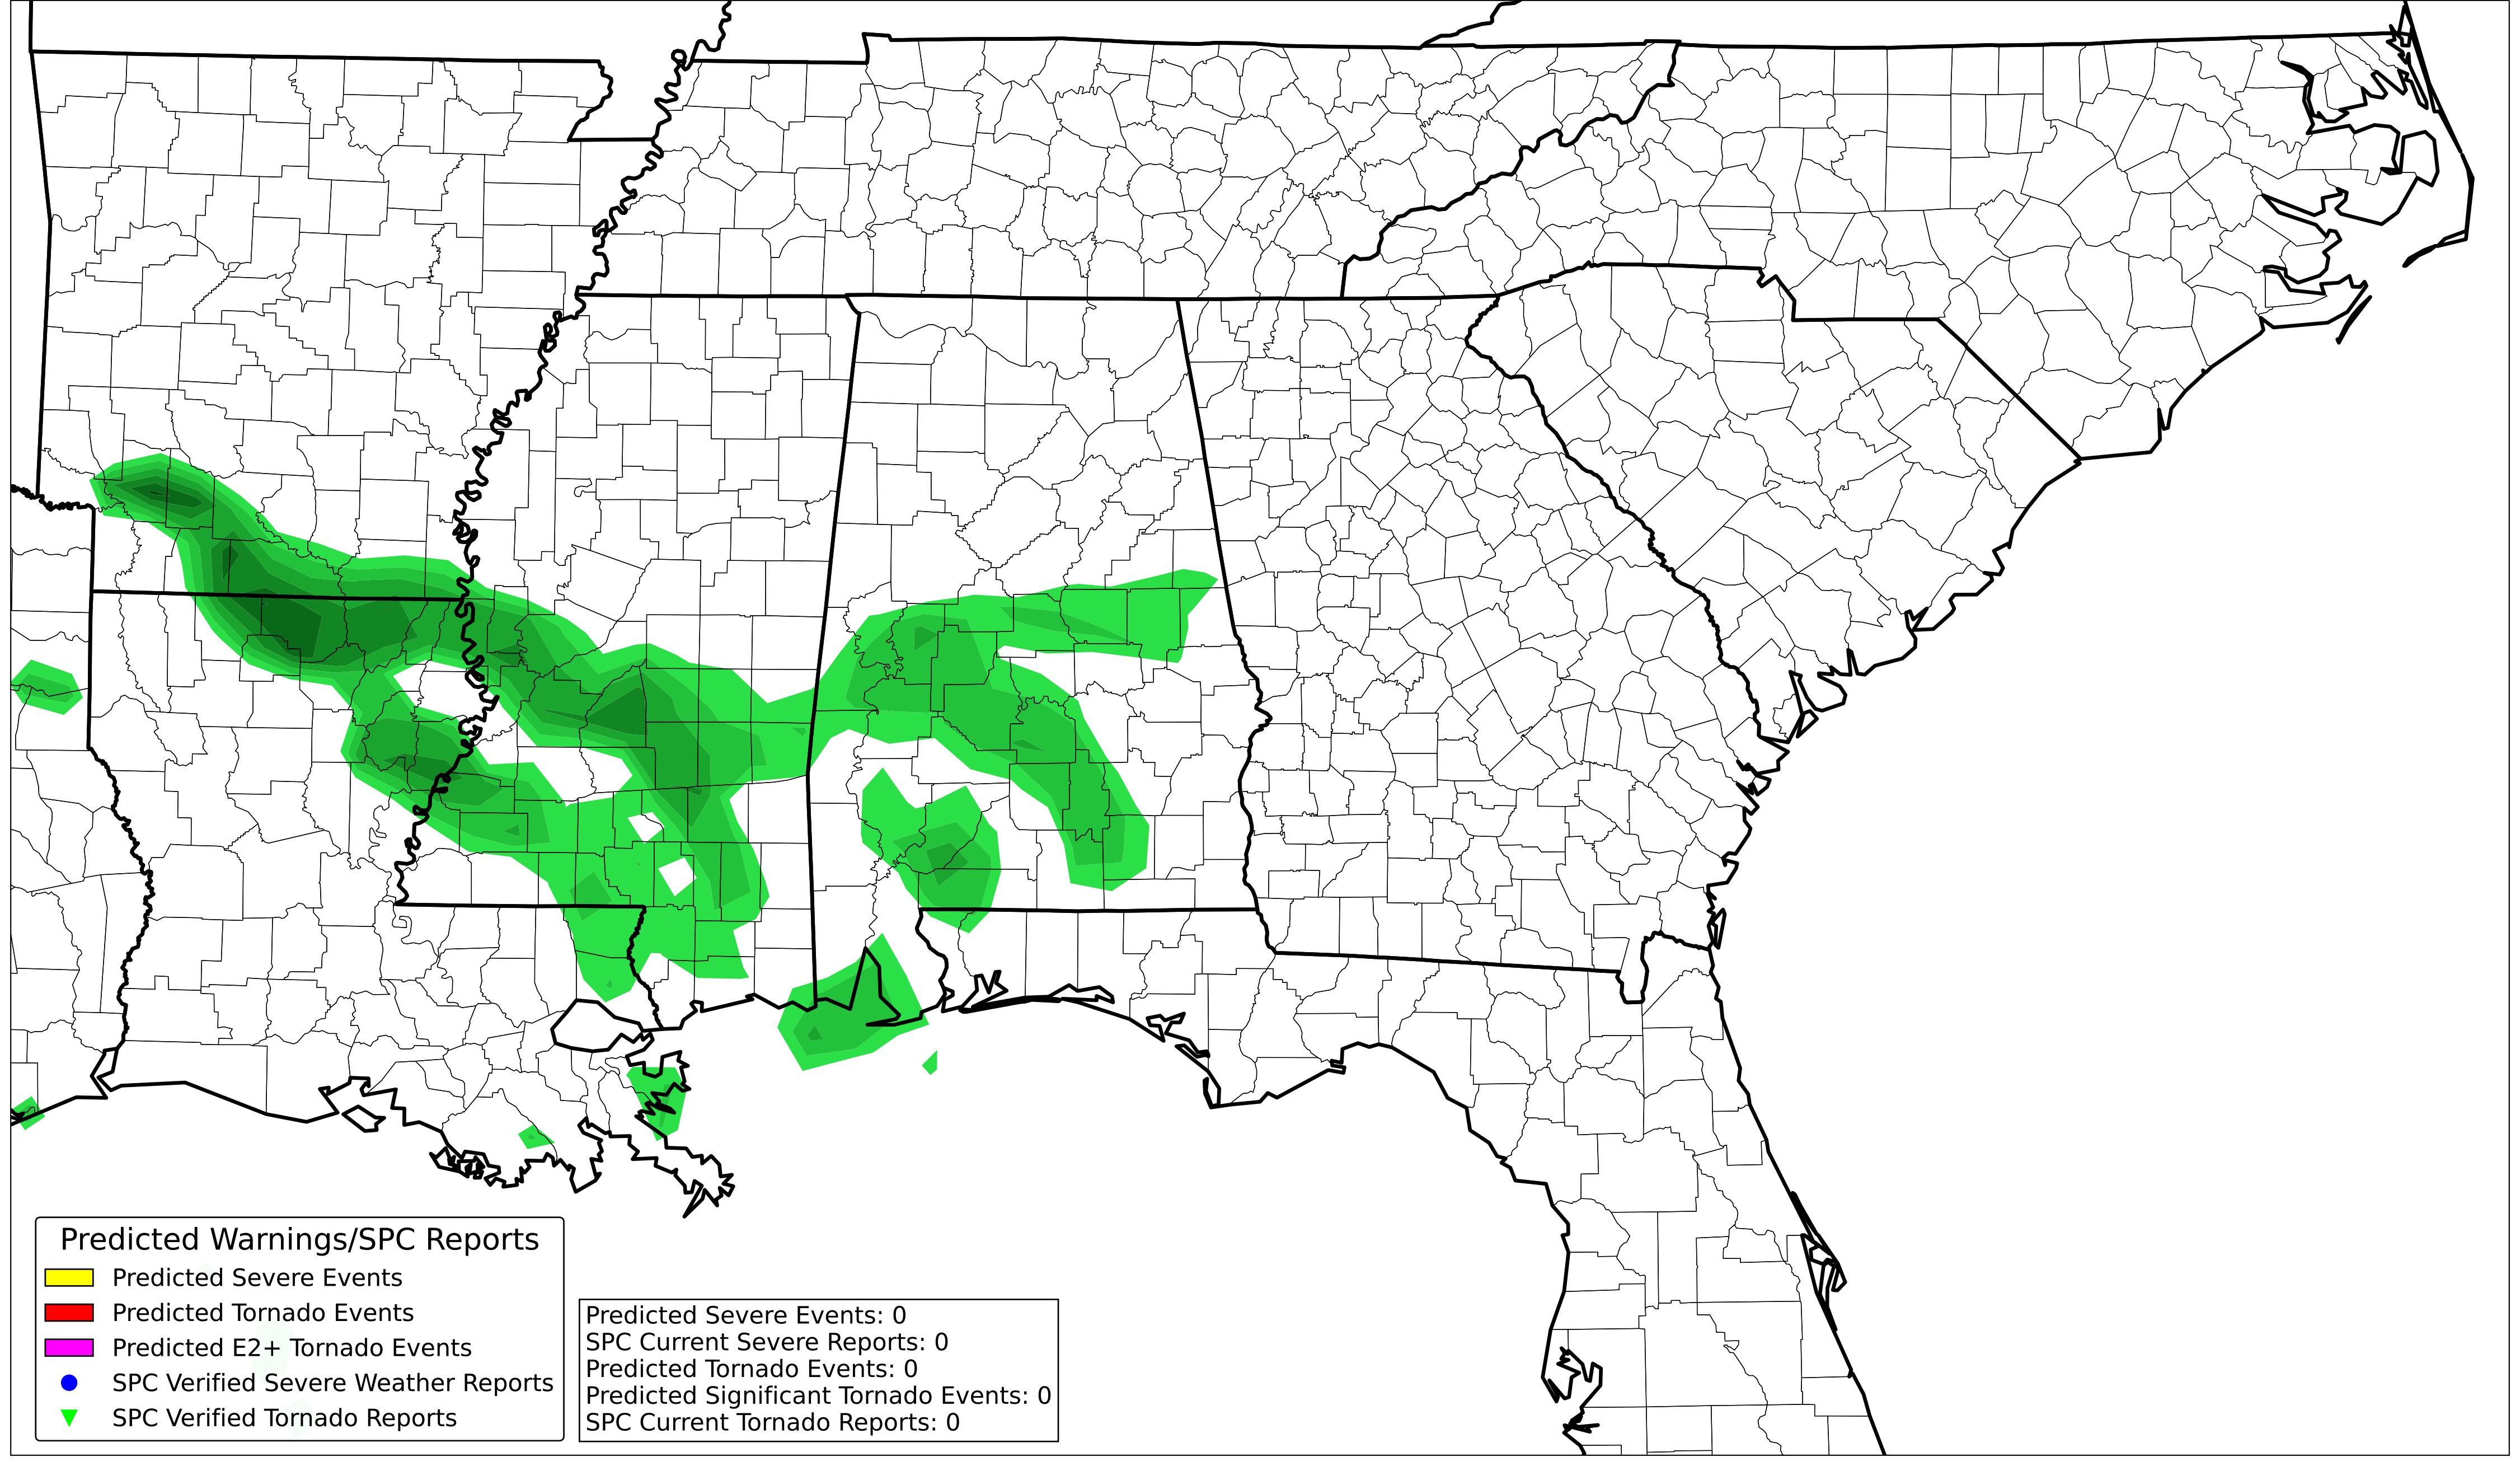 Predicted Warnings/SPC Reports
Predicted Severe Events
Predicted Tornado Events
Predicted E2+ Tornado Events
SPC Verified Severe Weather Reports
SPC Verified Tornado Reports
Predicted Severe Events: 0
SPC Current Severe Reports: 0
Predicted Tornado Events: 0
Predicted Significant Tornado Events: 0
SPC Current Tornado Reports: 0